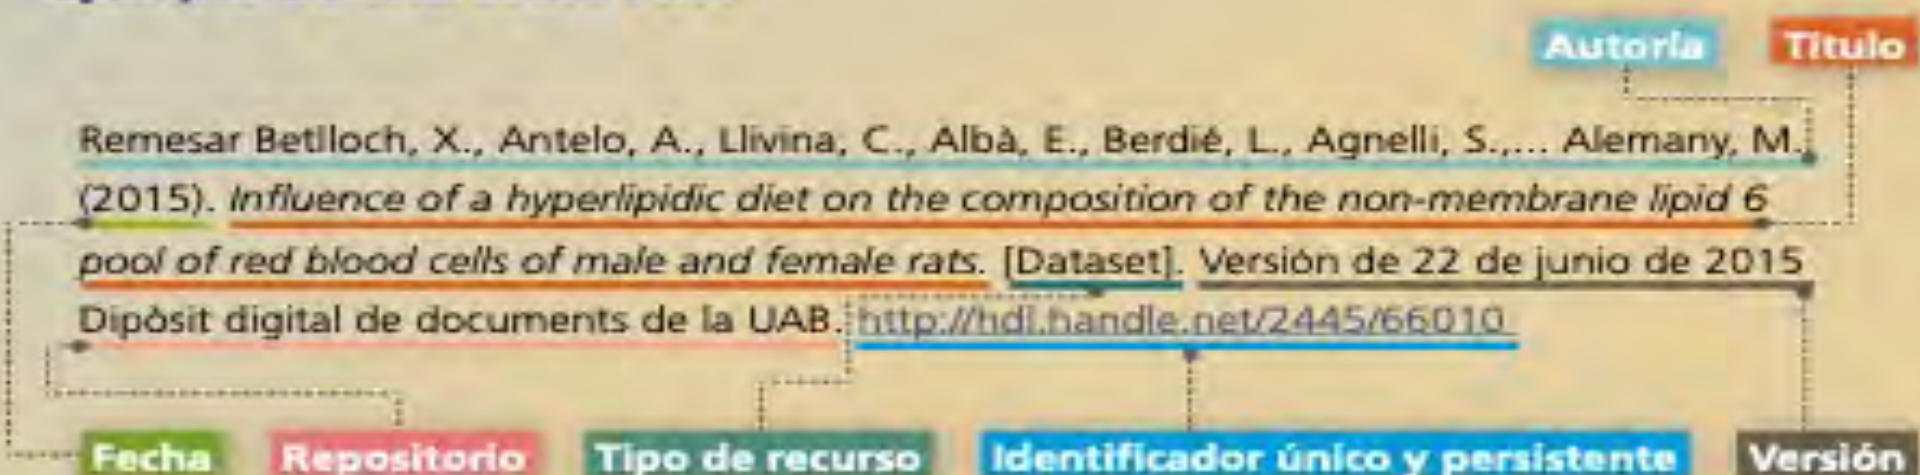 Autoría Título
Remesar Betlloch, X., Antelo, A., Llivina, C., Albà, E., Berdié, L., Agnelli, S.,... Alemany, M.
(2015). Influence of a hyperlipidic diet on the composition of the non-membrane lipid 6
pool of red blood cells of male and female rats. [Dataset]. Versión de 22 de junio de 2015
Dipòsit digital de documents de la UAB. http://hdl.handle.net/2445/66010
Fecha Repositorio Tipo de recurso Identificador único y persistente Versión